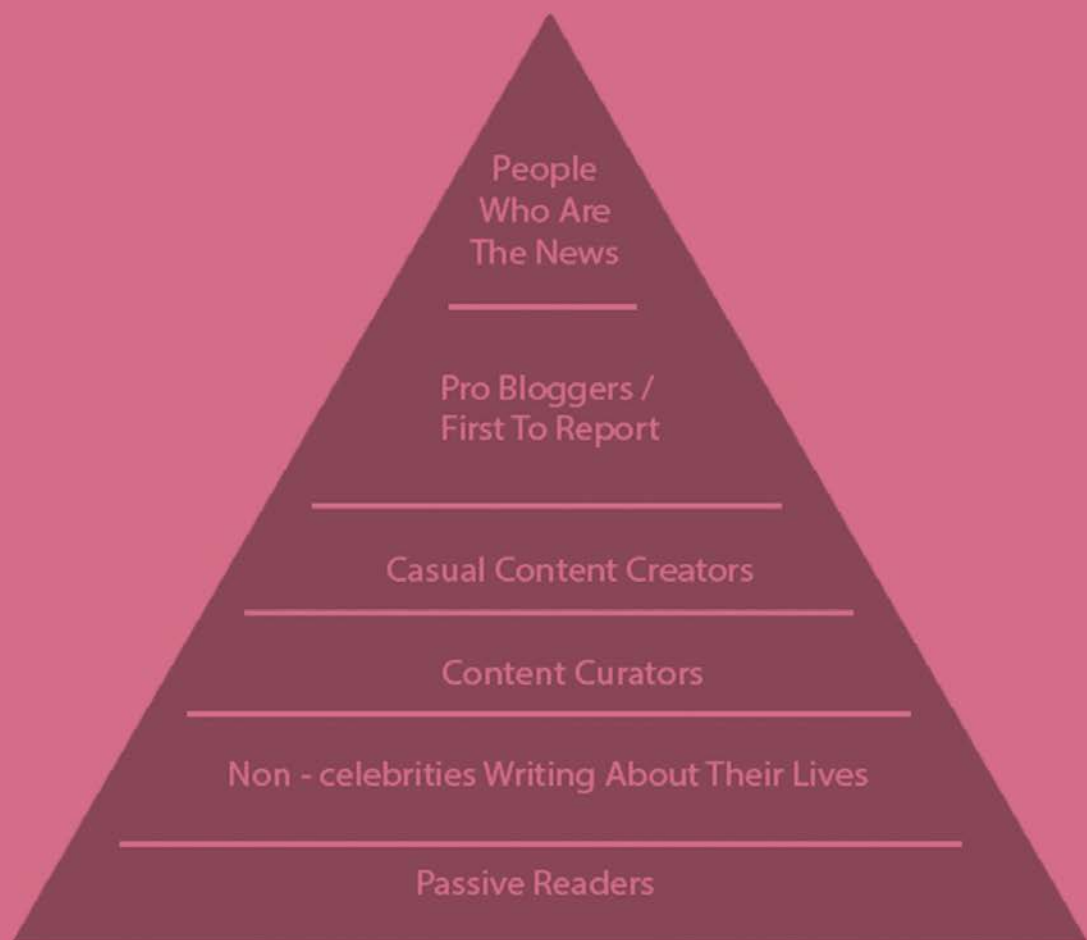 People
Who Are
The News
Pro Bloggers /
First To Report
Casual Content Creators
Content Curators
Non - celebrities Writing About Their Lives
Passive Readers